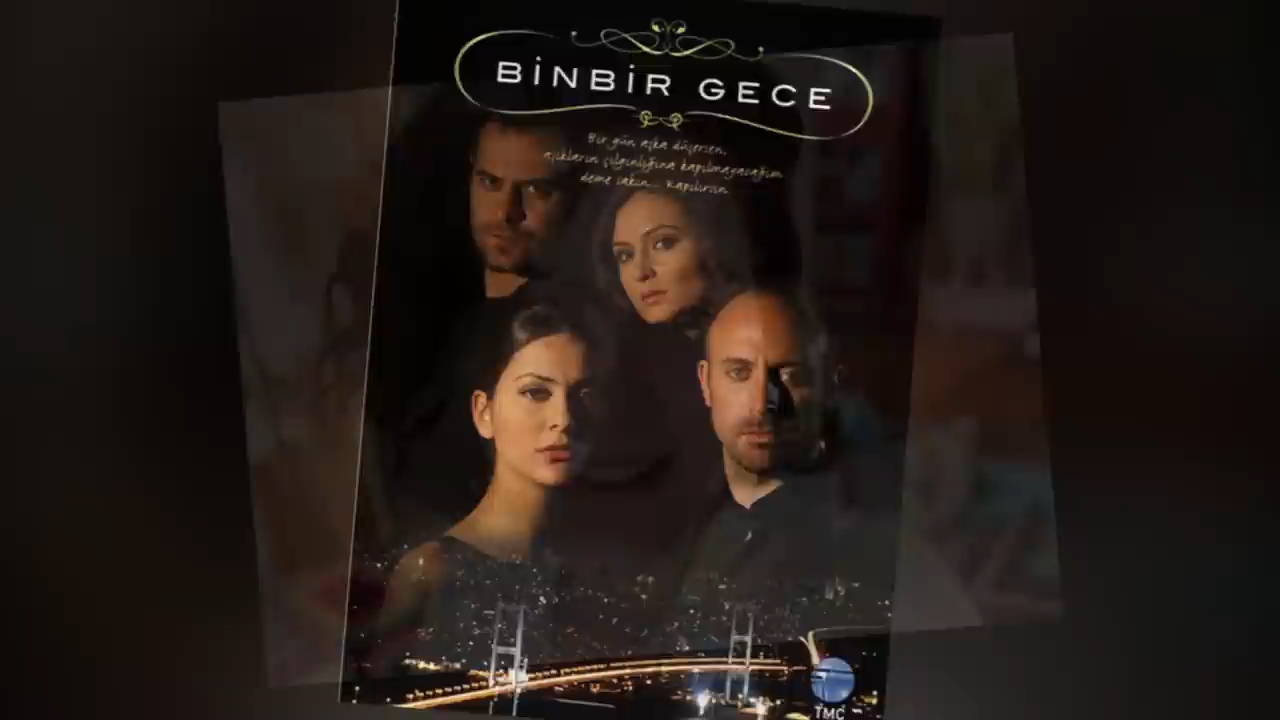 BİNBİR GECE
Bir gün aşka düşersen,
aşıkların çılgınlığına kapılmayacağım
deme sakın... Kapılırsın.
TMC